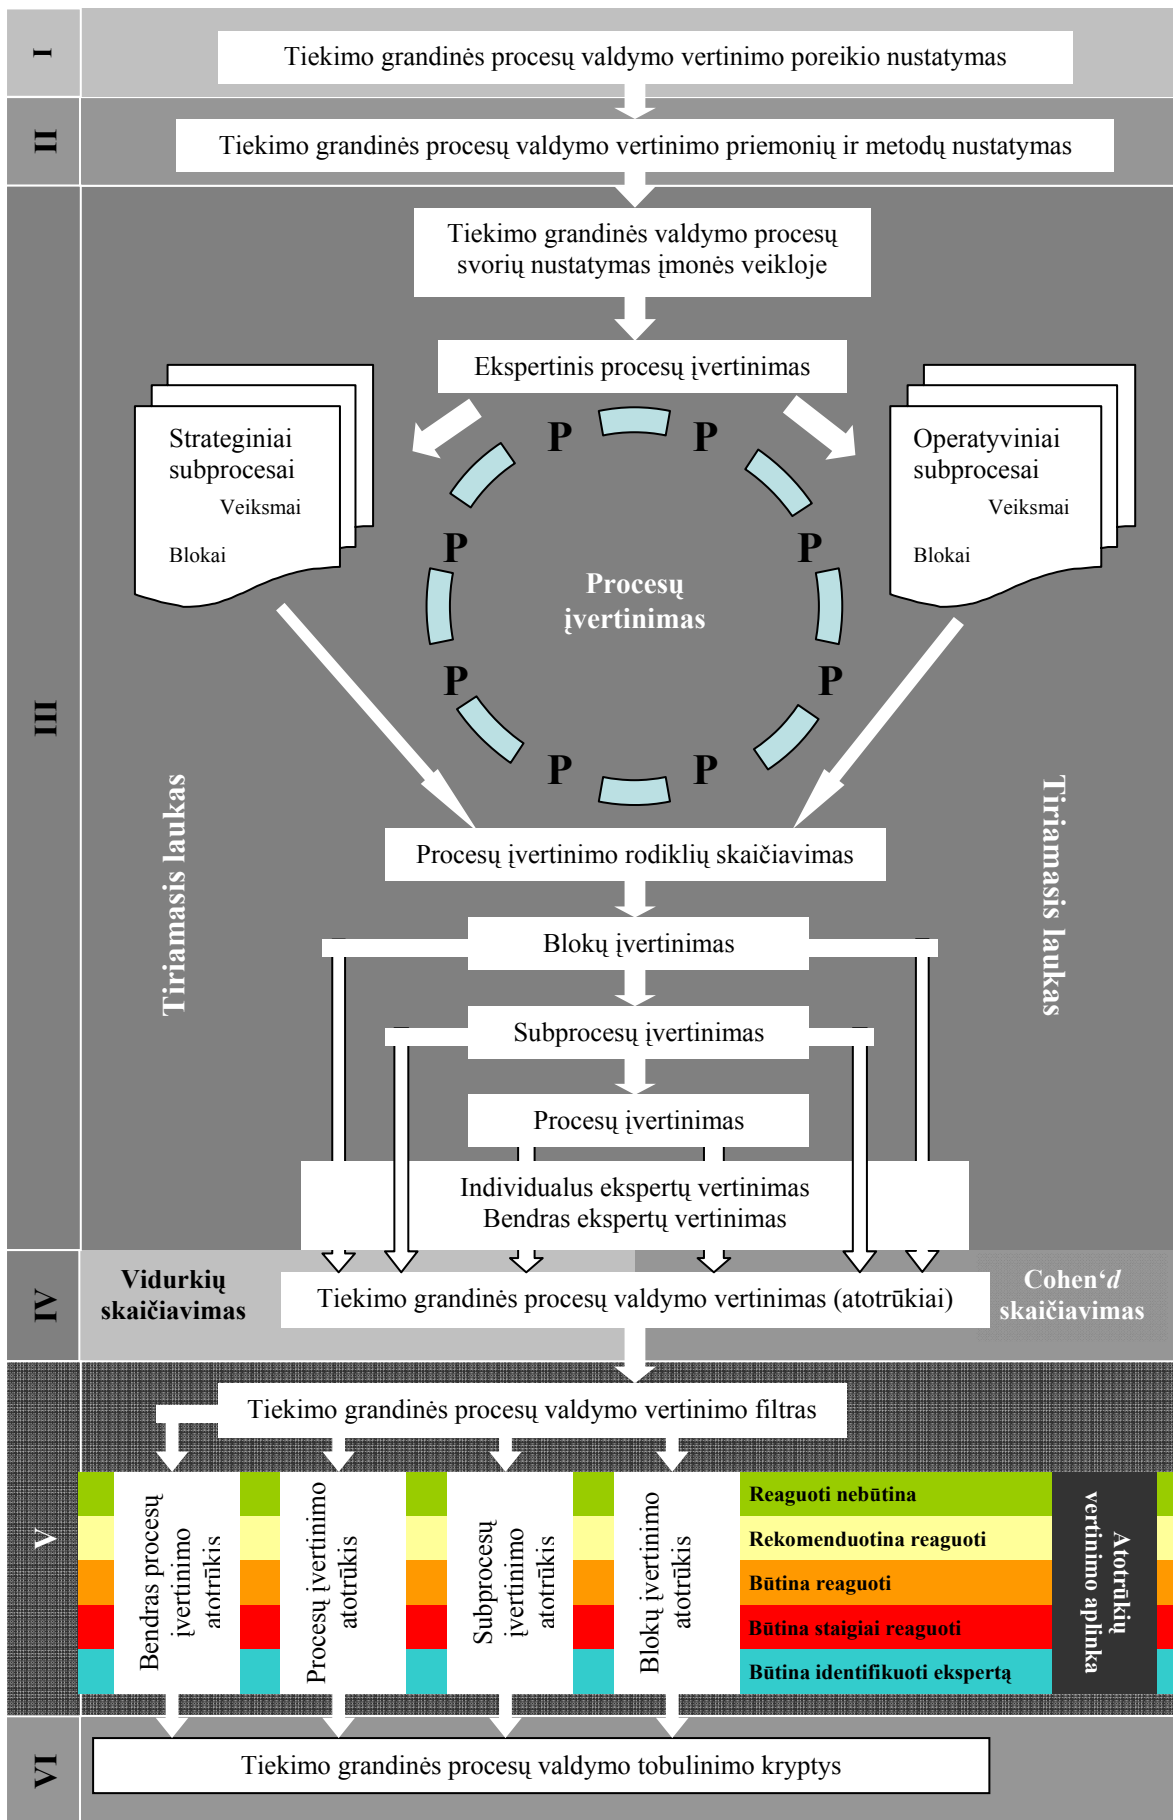 I
Tiekimo grandinės procesų valdymo vertinimo poreikio nustatymas
II
Tiekimo grandinės procesų valdymo vertinimo priemonių ir metodų nustatymas
III
Tiekimo grandinės valdymo procesų
svorių nustatymas įmonės veikloje
Ekspertinis procesų įvertinimas
Strateginiai
subprocesai
Veiksmai
Blokai
Operatyviniai
subprocesai
Veiksmai
Blokai
P
P
P
P
P
P
P
P
Procesų
įvertinimas
Tiriamasis laukas
Tiriamasis laukas
Procesų įvertinimo rodiklių skaičiavimas
Blokų įvertinimas
Subprocesų įvertinimas
Procesų įvertinimas
Individualus ekspertų vertinimas
Bendras ekspertų vertinimas
IV
Vidurkių
skaičiavimas
Tiekimo grandinės procesų valdymo vertinimas (atotrūkiai)
Cohen‘d
skaičiavimas
V
Tiekimo grandinės procesų valdymo vertinimo filtras
Bendras procesų
įvertinimo
atotrūkis
Procesų įvertinimo
atotrūkis
Subprocesų
įvertinimo
atotrūkis
Blokų įvertinimo
atotrūkis
Reaguoti nebūtina
Rekomenduotina reaguoti
Būtina reaguoti
Būtina staigiai reaguoti
Būtina identifikuoti ekspertą
Atotrūkių
vertinimo aplinka
VI
Tiekimo grandinės procesų valdymo tobulinimo kryptys